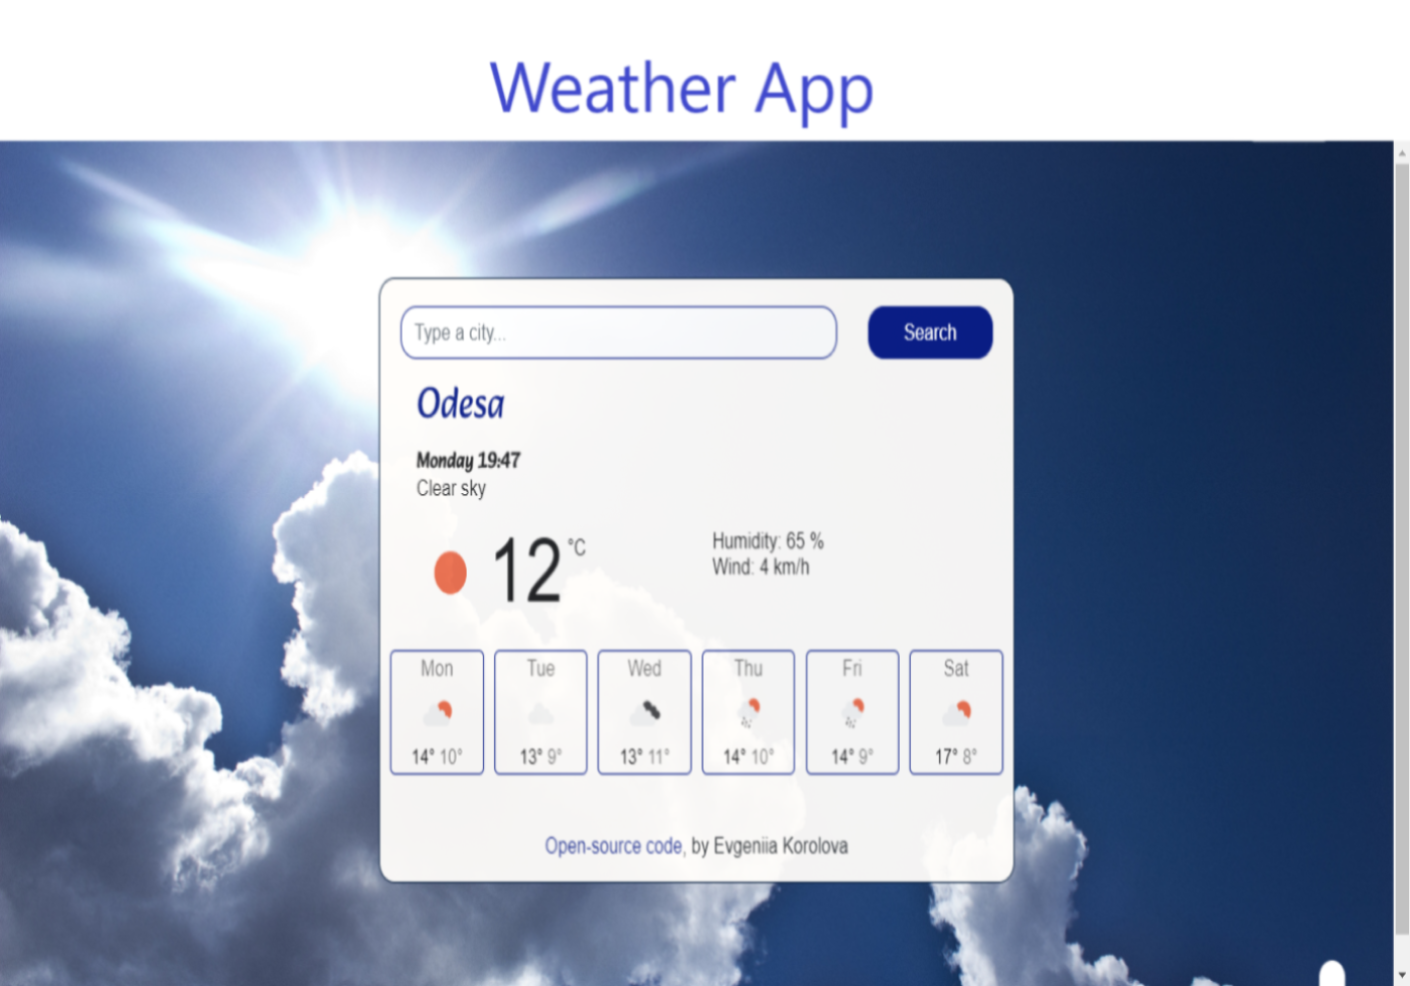 Weather App
Type a city...
Search
Odesa
Monday 19:47
Clear sky
12 °C
Humidity: 65 %
Wind: 4 km/h
Mon Tue Wed Thu Fri Sat
14° 10° 13° 9° 13° 11° 14° 10° 14° 9° 17° 8°
Open-source code, by Evgeniia Korolova